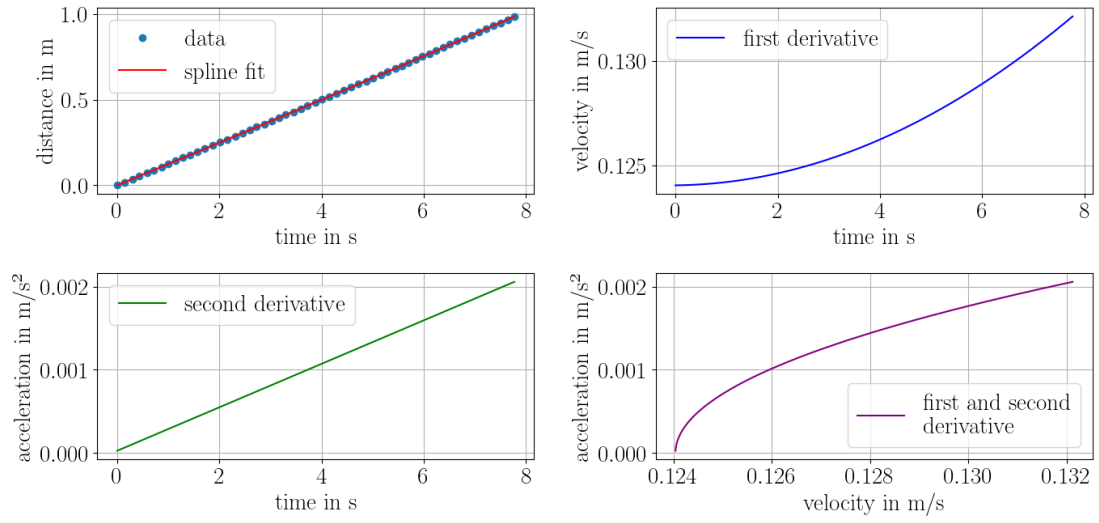 1.0
0.5
0.0
distance in m
data
spline fit
0
2
4
6
8
time in s
0.130
0.125
velocity in m/s
first derivative
0
2
4
6
8
time in s
0.002
0.001
0.000
acceleration in m/s²
second derivative
0
2
4
6
8
time in s
0.002
0.001
0.000
acceleration in m/s²
first and second
derivative
0.124
0.126
0.128
0.130
0.132
velocity in m/s